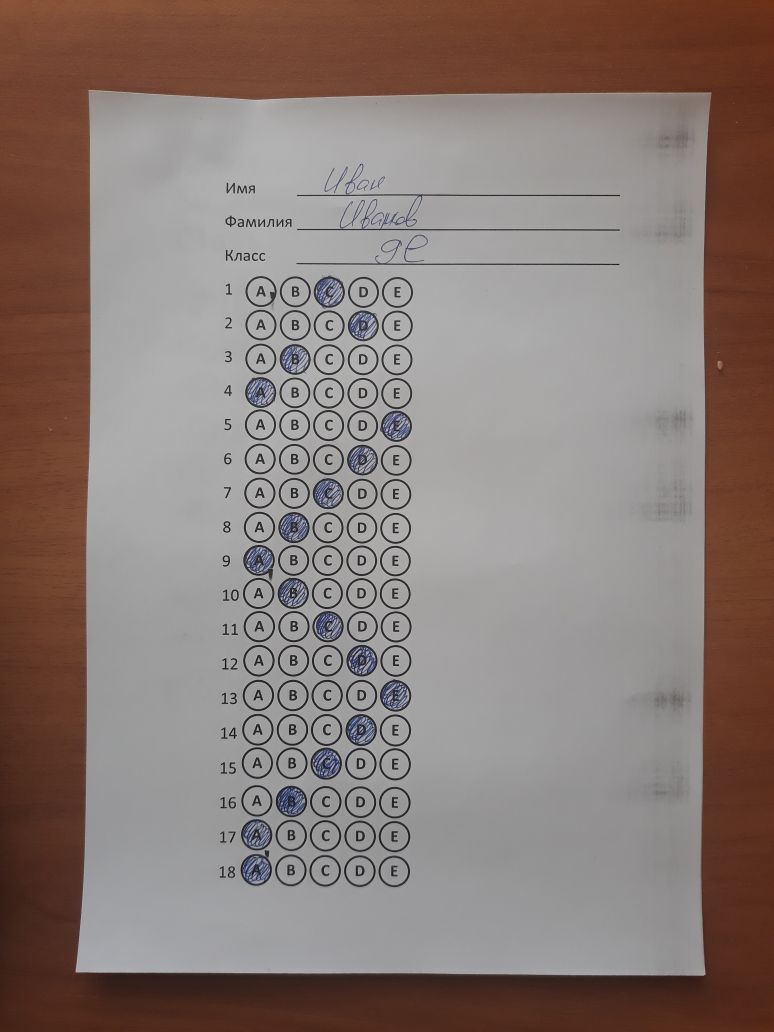 Имя Иван
Фамилия Иванов
Класс 9е
1 A B C D E
2 A B C D E
3 A B C D E
4 A B C D E
5 A B C D E
6 A B C D E
7 A B C D E
8 A B C D E
9 A B C D E
10 A B C D E
11 A B C D E
12 A B C D E
13 A B C D E
14 A B C D E
15 A B C D E
16 A B C D E
17 A B C D E
18 A B C D E